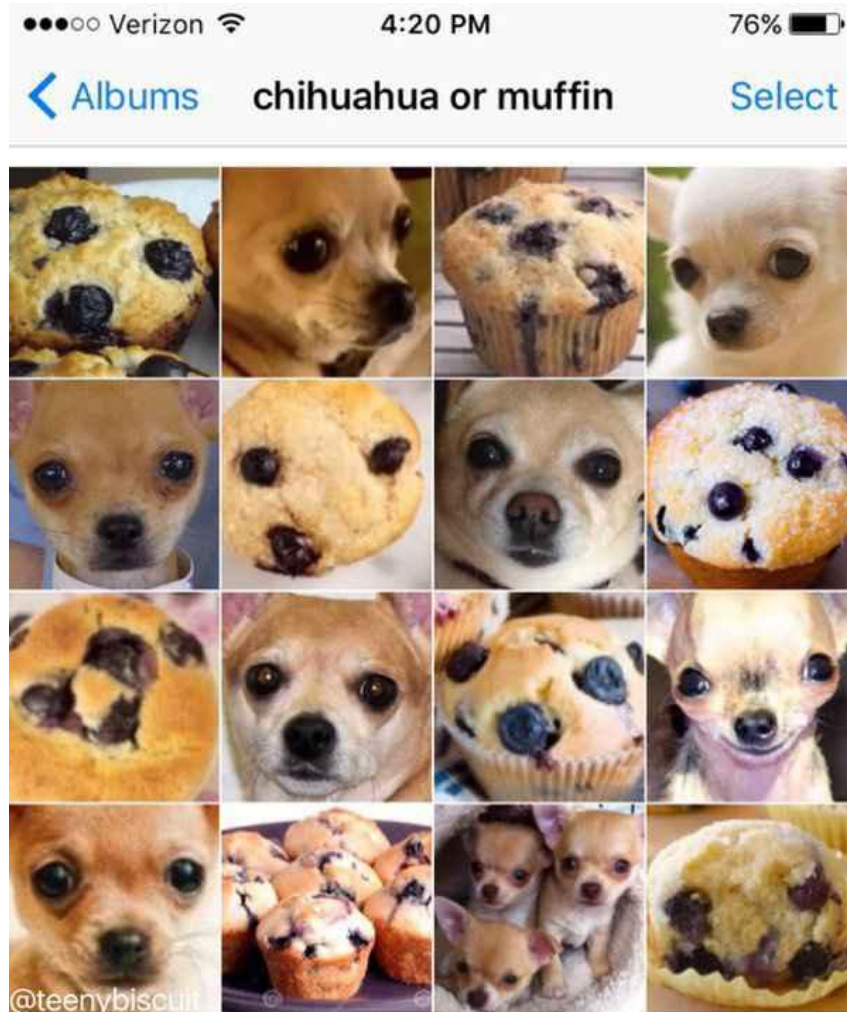 ●●●○○ Verizon 4:20 PM 76%
Albums chihuahua or muffin Select
@teenybiscuit